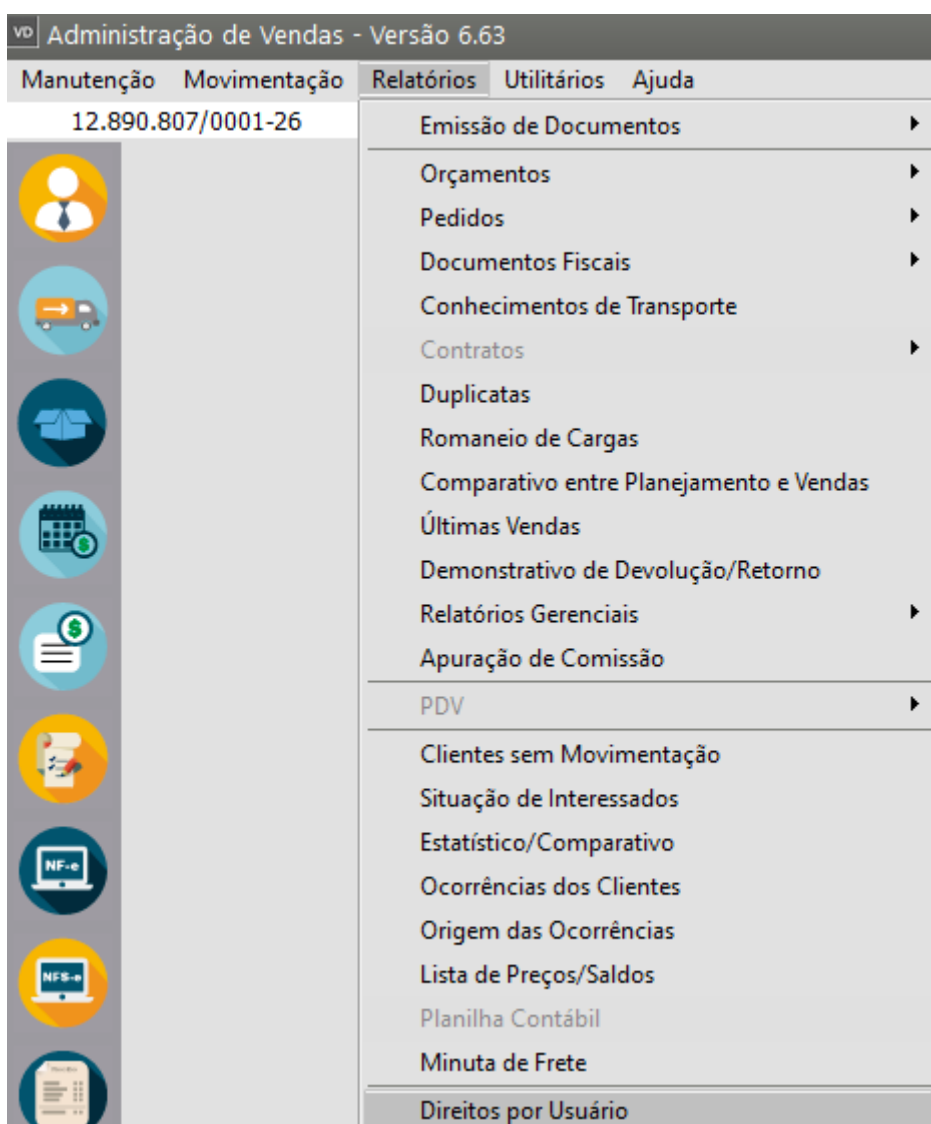 VD Administração de Vendas - Versão 6.63
Manutenção Movimentação Relatórios Utilitários Ajuda
12.890.807/0001-26
Emissão de Documentos
Orçamentos
Pedidos
Documentos Fiscais
Conhecimentos de Transporte
Contratos
Duplicatas
Romaneio de Cargas
Comparativo entre Planejamento e Vendas
Últimas Vendas
Demonstrativo de Devolução/Retorno
Relatórios Gerenciais
Apuração de Comissão
PDV
Clientes sem Movimentação
Situação de Interessados
Estatístico/Comparativo
NF-e
Ocorrências dos Clientes
Origem das Ocorrências
NFS-e
Lista de Preços/Saldos
Planilha Contábil
Minuta de Frete
Direitos por Usuário